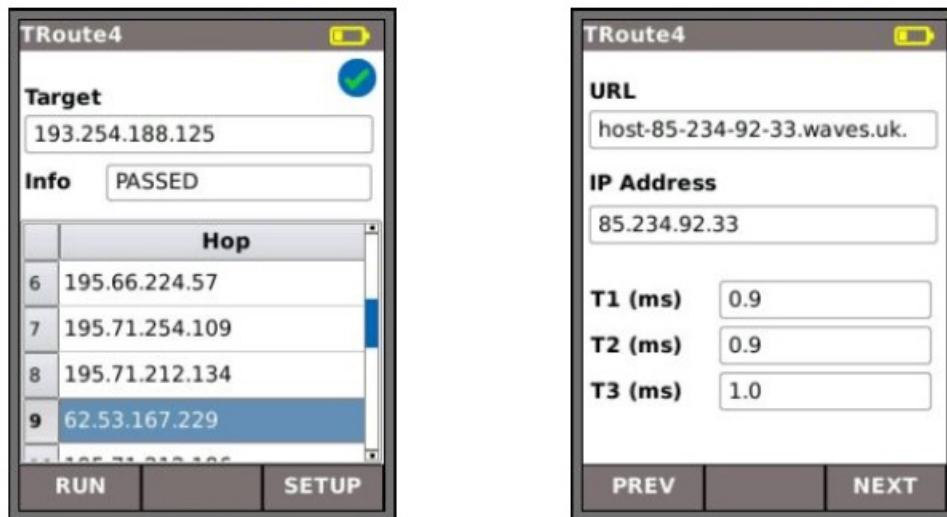 TRoute4
Target
193.254.188.125
Info PASSED
Hop
6 195.66.224.57
7 195.71.254.109
8 195.71.212.134
9 62.53.167.229
RUN SETUP
TRoute4
URL
host-85-234-92-33.waves.uk.
IP Address
85.234.92.33
T1 (ms) 0.9
T2 (ms) 0.9
T3 (ms) 1.0
PREV NEXT